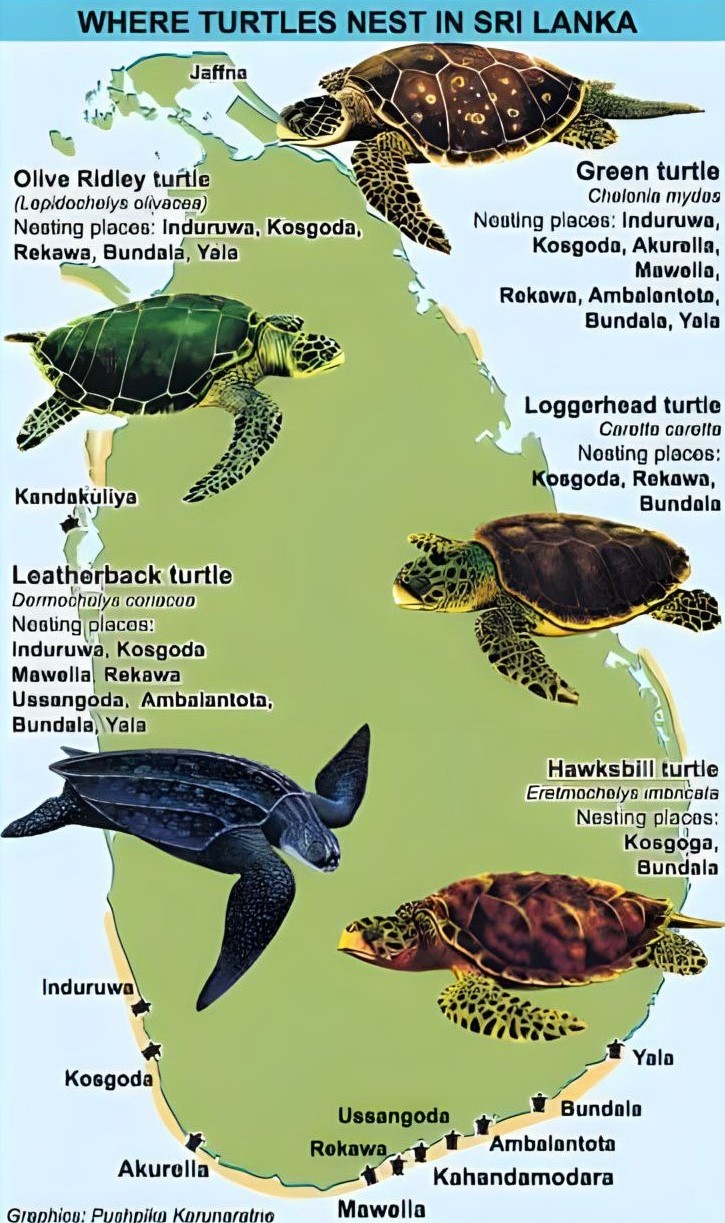 WHERE TURTLES NEST IN SRI LANKA
Jaffna
Olive Ridley turtle
(Lepidochelys olivacea)
Nesting places: Induruwa, Kosgoda,
Rekawa, Bundala, Yala
Green turtle
Chelonia mydas
Nesting places: Induruwa,
Kosgoda, Akuralla,
Mawella,
Rekawa, Ambalantota,
Bundala, Yala
Loggerhead turtle
Caretta caretta
Nesting places:
Kosgoda, Rekawa,
Bundala
Kandakuliya
Leatherback turtle
Dermochelys coriacea
Nesting places:
Induruwa, Kosgoda
Mawella, Rekawa
Ussangoda, Ambalantota,
Bundala, Yala
Hawksbill turtle
Eretmochelys imbricata
Nesting places:
Kosgoga,
Bundala
Induruwa
Kosgoda
Akuralla
Yala
Bundala
Ussangoda
Ambalantota
Rekawa
Kahandamodara
Mawella
Graphics: Pushpika Karunaratne